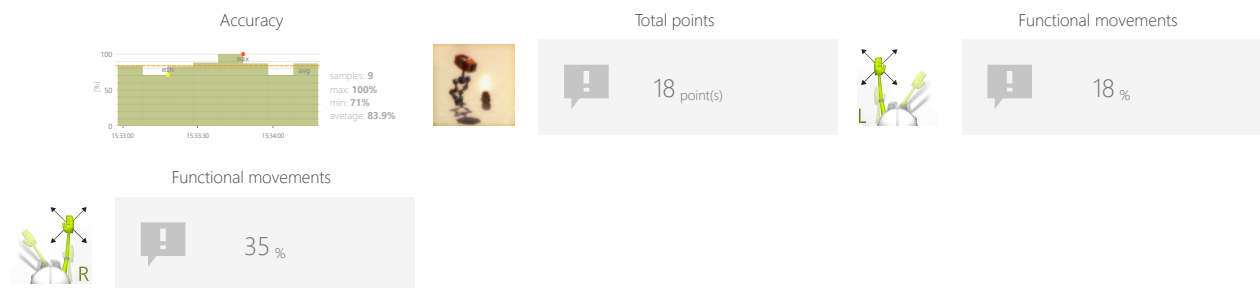 Accuracy
Total points
Functional movements
100
50
0
[%]
min
max
avg
15:33:00
15:33:30
15:34:00
samples: 9
max: 100%
min: 71%
average: 83.9%
18 point(s)
L
18 %
Functional movements
R
35 %